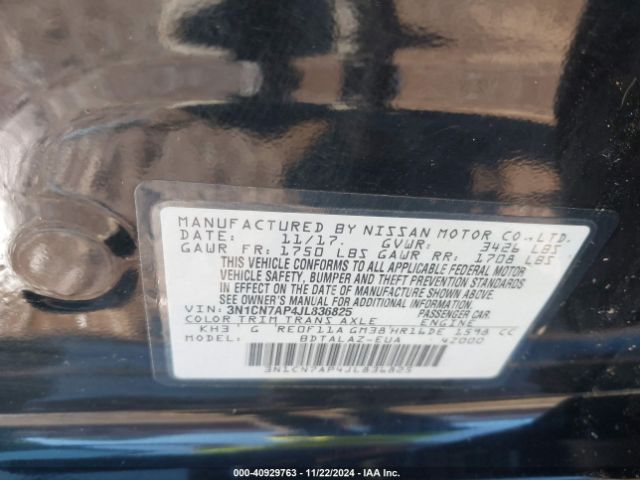 MANUFACTURED BY NISSAN MOTOR CO.,LTD.
DATE: 11/17. GVWR: 3426 LBS
GAWR FR: 1750 LBS GAWR RR: 1708 LBS
THIS VEHICLE CONFORMS TO ALL APPLICABLE FEDERAL MOTOR
VEHICLE SAFETY, BUMPER AND THEFT PREVENTION STANDARDS
IN EFFECT ON THE DATE OF MANUFACTURE SHOWN ABOVE.
SEE OWNER'S MANUAL FOR ADDITIONAL INFORMATION.
VIN: 3N1CN7AP4JL836825 PASSENGER CAR
COLOR TRIM TRANS AXLE ENGINE
KH3 G RE0F11A GM38 HR16DE 1598 CC
MODEL: BDTALAZ-EUA 42000
3N1CN7AP4JL836825
000-40929763 - 11/22/2024 - IAA Inc.